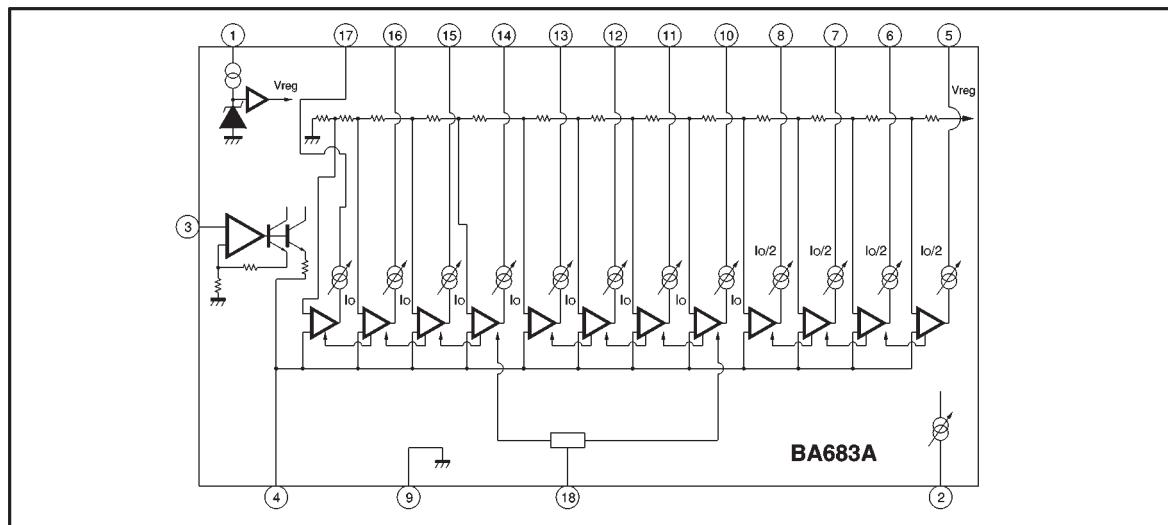 1 17 16 15 14 13 12 11 10 8 7 6 5
Vreg
Vreg
3
Io/2 Io/2 Io/2 Io/2
Io Io Io Io Io Io Io
BA683A
4 9 18 2